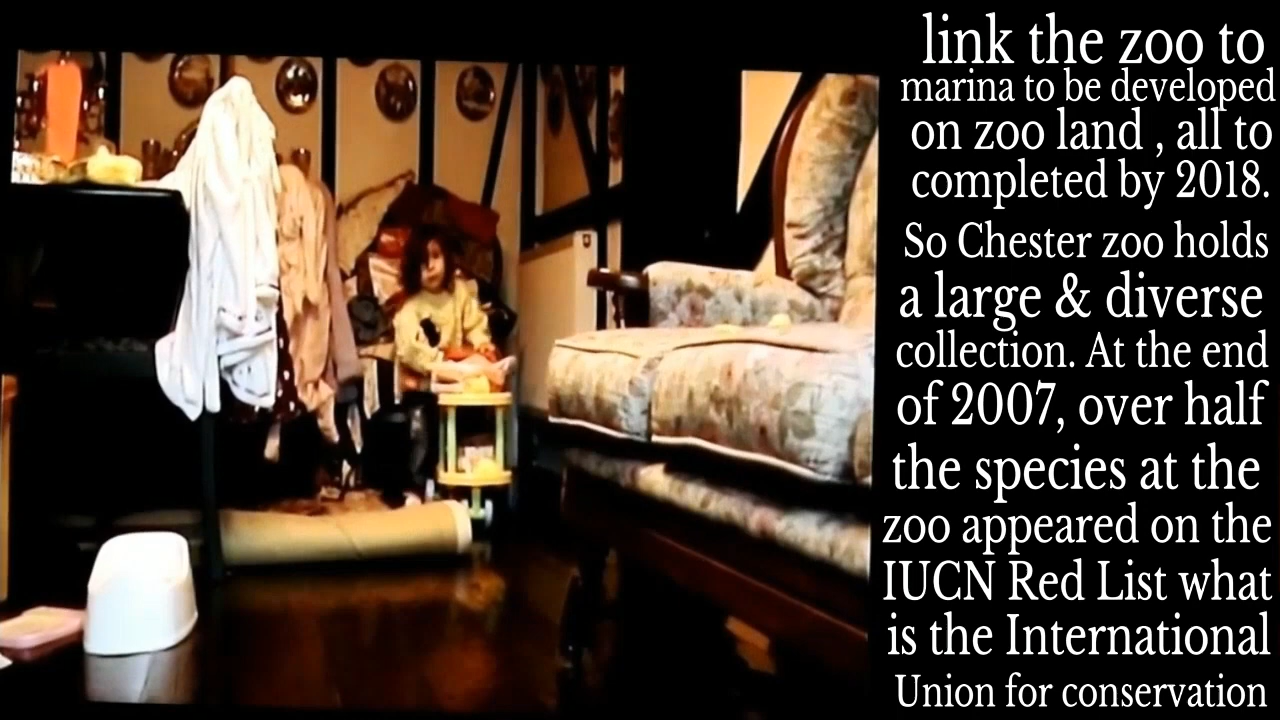 link the zoo to
marina to be developed
on zoo land , all to
completed by 2018.
So Chester zoo holds
a large & diverse
collection. At the end
of 2007, over half
the species at the
zoo appeared on the
IUCN Red List what
is the International
Union for conservation